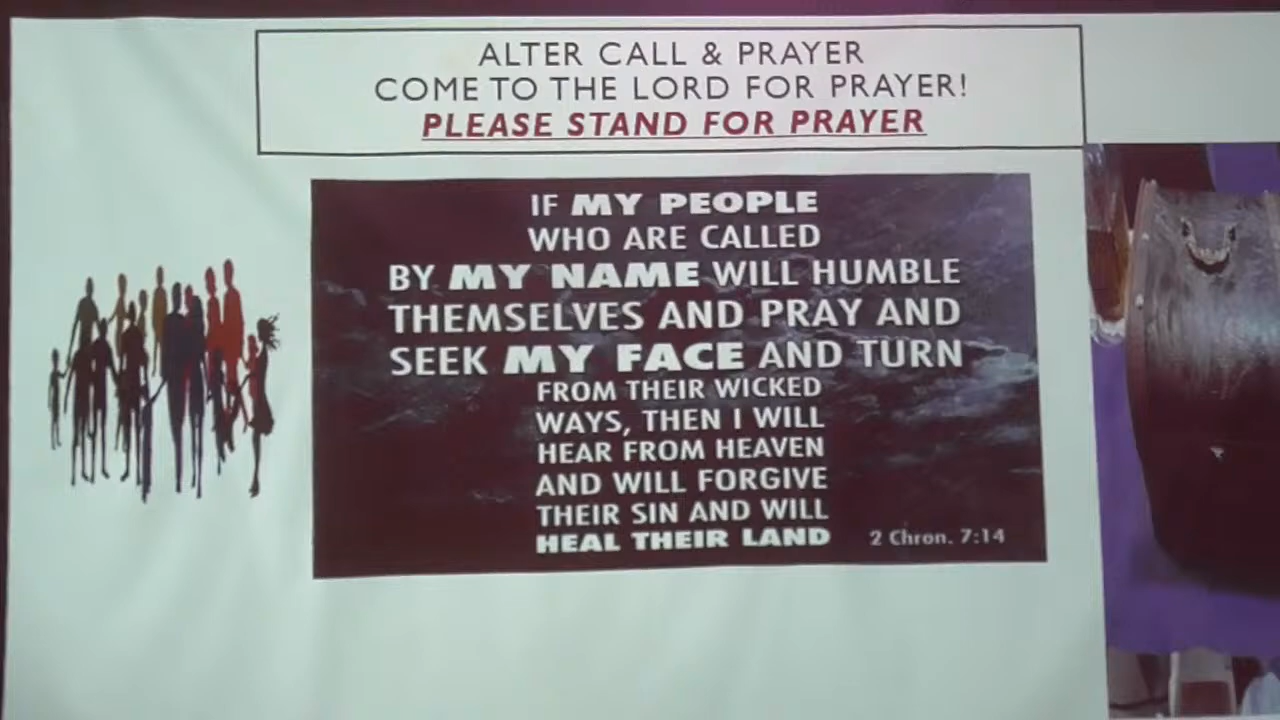 ALTER CALL & PRAYER
COME TO THE LORD FOR PRAYER!
PLEASE STAND FOR PRAYER
IF MY PEOPLE
WHO ARE CALLED
BY MY NAME WILL HUMBLE
THEMSELVES AND PRAY AND
SEEK MY FACE AND TURN
FROM THEIR WICKED
WAYS, THEN I WILL
HEAR FROM HEAVEN
AND WILL FORGIVE
THEIR SIN AND WILL
HEAL THEIR LAND
2 Chron. 7:14